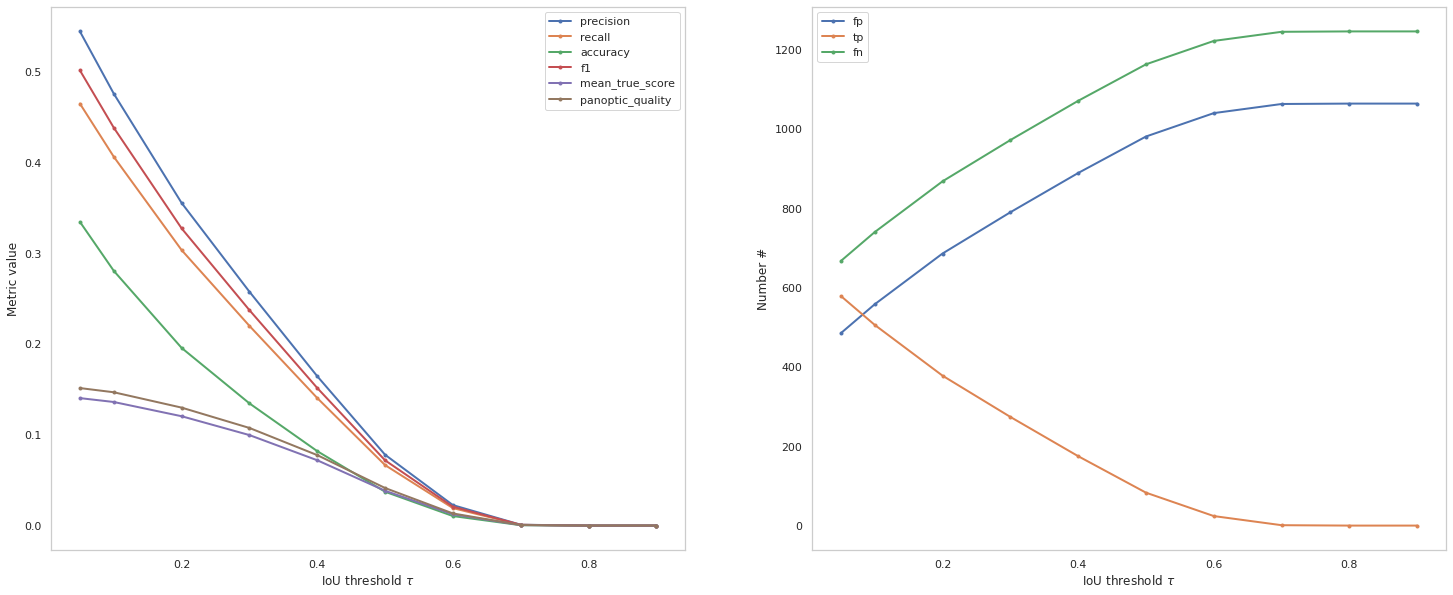 precision
recall
accuracy
f1
mean_true_score
panoptic_quality
Metric value
0.5
0.4
0.3
0.2
0.1
0.0
0.2 0.4 0.6 0.8
IoU threshold τ
fp
tp
fn
Number #
1200
1000
800
600
400
200
0
0.2 0.4 0.6 0.8
IoU threshold τ